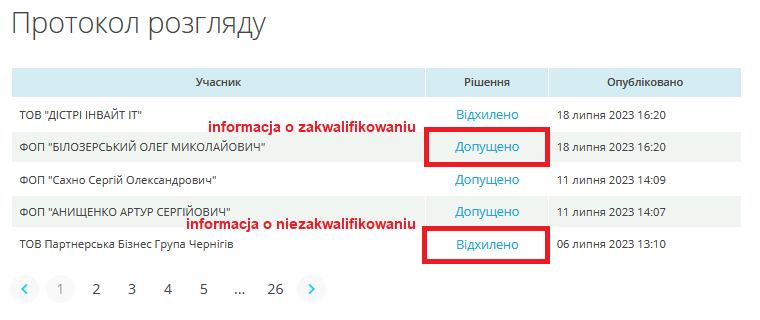 Протокол розгляду
Учасник Рішення Опубліковано
ТОВ "ДІСТРІ ІНВАЙТ ІТ" Відхилено 18 липня 2023 16:20
informacja o zakwalifikowaniu
ФОП "БІЛОЗЕРСЬКИЙ ОЛЕГ МИКОЛАЙОВИЧ" Допущено 18 липня 2023 16:20
ФОП "Сахно Сергій Олександрович" Допущено 11 липня 2023 14:09
ФОП "АНИЩЕНКО АРТУР СЕРГІЙОВИЧ" Допущено 11 липня 2023 14:07
informacja o niezakwalifikowaniu
ТОВ Партнерська Бізнес Група Чернігів Відхилено 06 липня 2023 13:10
1 2 3 4 5 ... 26